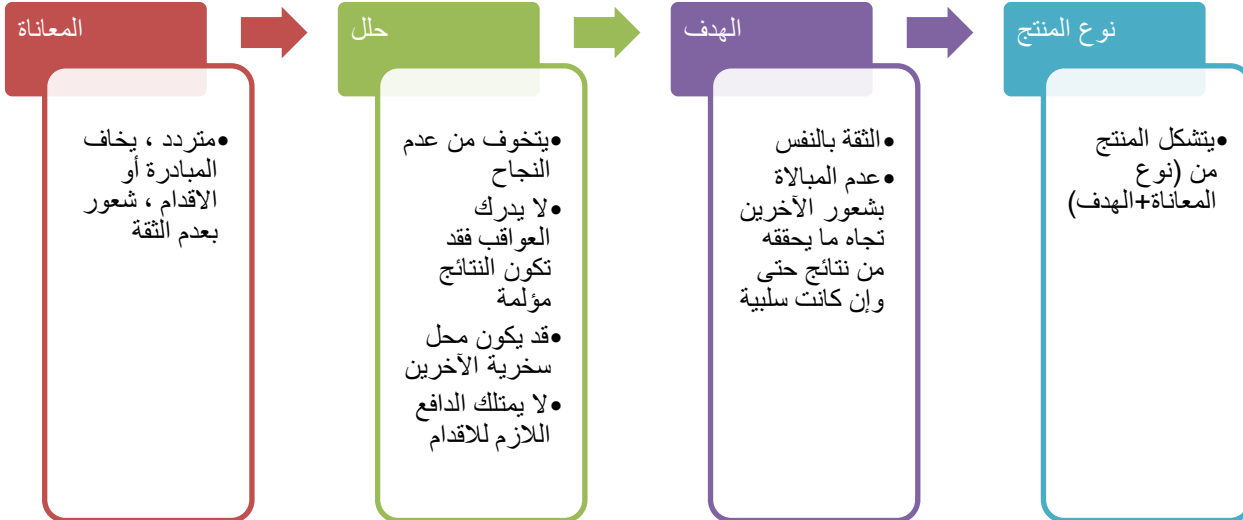 المعاناة
•متردد ، يخاف
المبادرة أو
الاقدام ، شعور
بعدم الثقة
حلل
•يتخوف من عدم
النجاح
•لا يدرك
العواقب فقد
تكون النتائج
مؤلمة
•قد يكون محل
سخرية الآخرين
•لا يمتلك الدافع
اللازم للاقدام
الهدف
•الثقة بالنفس
•عدم المبالاة
بشعور الآخرين
تجاه ما يحققه
من نتائج حتى
وإن كانت سلبية
نوع المنتج
•يتشكل المنتج
من (نوع
المعاناة+الهدف)